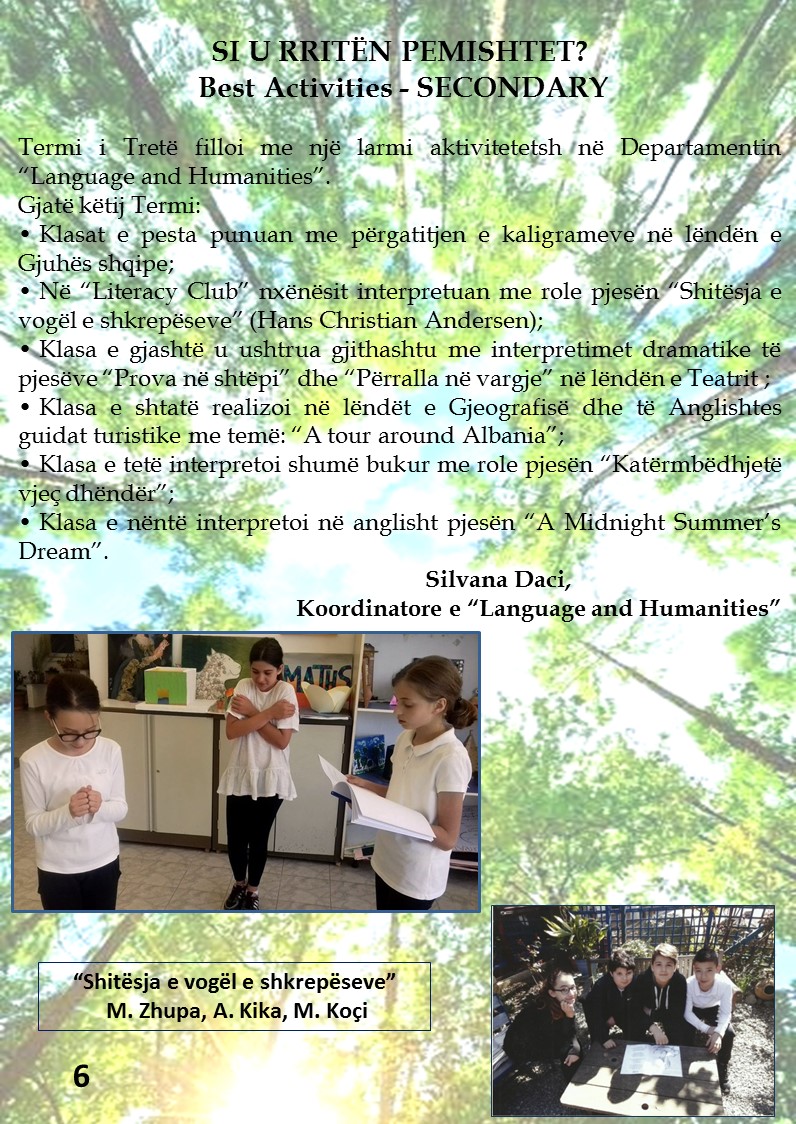 SI U RRITËN PEMISHTET?
Best Activities - SECONDARY
Termi i Tretë filloi me një larmi aktivitetetsh në Departamentin
“Language and Humanities”.
Gjatë këtij Termi:
• Klasat e pesta punuan me përgatitjen e kaligrameve në lëndën e
Gjuhës shqipe;
• Në “Literacy Club” nxënësit interpretuan me role pjesën “Shitësja e
vogël e shkrepëseve” (Hans Christian Andersen);
• Klasa e gjashtë u ushtrua gjithashtu me interpretimet dramatike të
pjesëve “Prova në shtëpi” dhe “Përralla në vargje” në lëndën e Teatrit ;
• Klasa e shtatë realizoi në lëndët e Gjeografisë dhe të Anglishtes
guidat turistike me temë: “A tour around Albania”;
• Klasa e tetë interpretoi shumë bukur me role pjesën “Katërmbëdhjetë
vjeç dhëndër”;
• Klasa e nëntë interpretoi në anglisht pjesën “A Midnight Summer’s
Dream”.
Silvana Daci,
Koordinatore e “Language and Humanities”
MATHS
“Shitësja e vogël e shkrepëseve”
M. Zhupa, A. Kika, M. Koçi
6